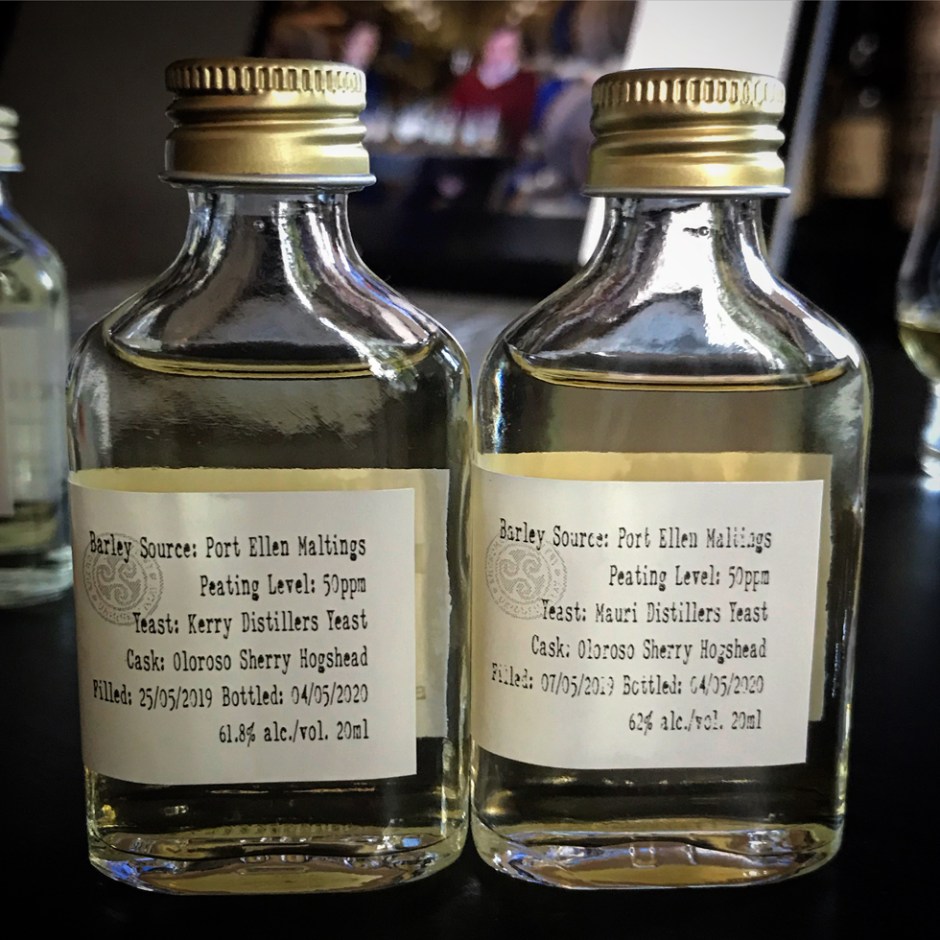 Barley Source: Port Ellen Maltings
Peating Level: 50ppm
Yeast: Kerry Distillers Yeast
Cask: Oloroso Sherry Hogshead
Filled: 25/05/2019 Bottled: 04/05/2020
61.8% alc./vol. 20ml
Barley Source: Port Ellen Maltings
Peating Level: 50ppm
Yeast: Mauri Distillers Yeast
Cask: Oloroso Sherry Hogshead
Filled: 07/05/2019 Bottled: 04/05/2020
62% alc./vol. 20ml